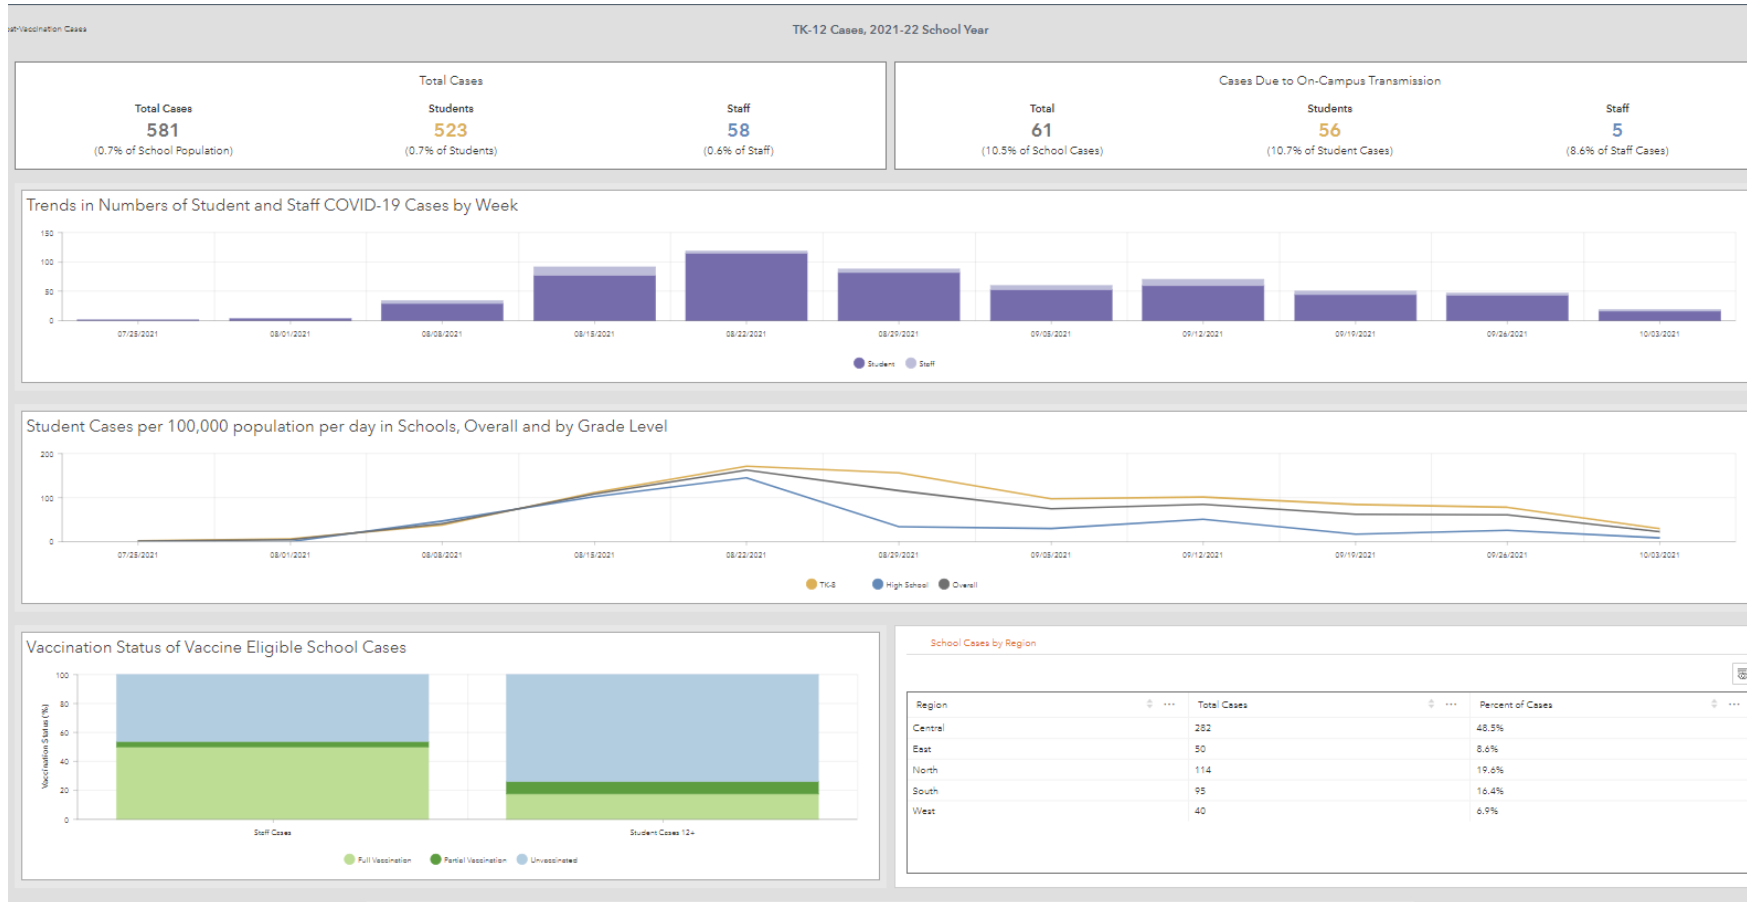 st-Vaccination Cases
TK-12 Cases, 2021-22 School Year
Total Cases
Total Cases Students Staff
581 523 58
(0.7% of School Population) (0.7% of Students) (0.6% of Staff)
Cases Due to On-Campus Transmission
Total Students Staff
61 56 5
(10.5% of School Cases) (10.7% of Student Cases) (8.6% of Staff Cases)
Trends in Numbers of Student and Staff COVID-19 Cases by Week
150
100
50
0
07/25/2021 08/01/2021 08/08/2021 08/15/2021 08/22/2021 08/29/2021 09/05/2021 09/12/2021 09/19/2021 09/26/2021 10/03/2021
Student Staff
Student Cases per 100,000 population per day in Schools, Overall and by Grade Level
200
100
0
07/25/2021 08/01/2021 08/08/2021 08/15/2021 08/22/2021 08/29/2021 09/05/2021 09/12/2021 09/19/2021 09/26/2021 10/03/2021
TK-8 High School Overall
Vaccination Status of Vaccine Eligible School Cases
Vaccination Status (%)
100
80
60
40
20
0
Staff Cases Student Cases 12+
Full Vaccination Partial Vaccination Unvaccinated
School Cases by Region
Region Total Cases Percent of Cases
Central 282 48.5%
East 50 8.6%
North 114 19.6%
South 95 16.4%
West 40 6.9%